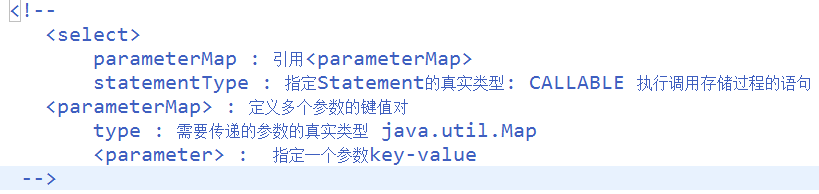 <!--
<select>
parameterMap : 引用<parameterMap>
statementType : 指定Statement的真实类型: CALLABLE 执行调用存储过程的语句
<parameterMap> : 定义多个参数的键值对
type : 需要传递的参数的真实类型 java.util.Map
<parameter> : 指定一个参数key-value
-->